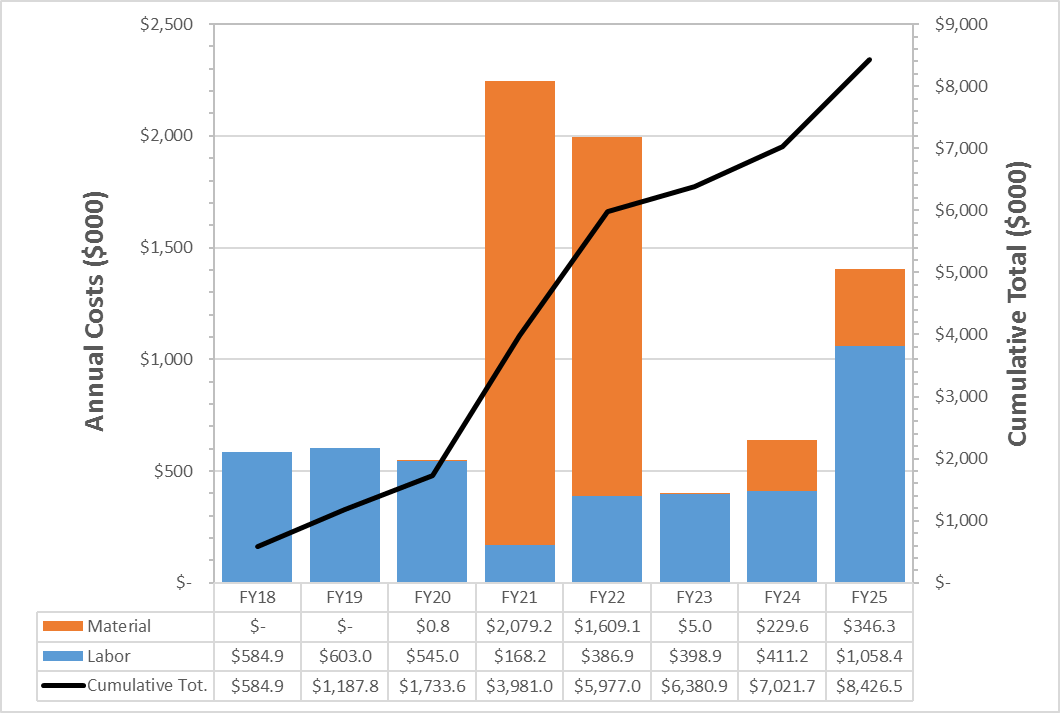 $2,500
$2,000
$1,500
$1,000
$500
$-
Annual Costs ($000)
$9,000
$8,000
$7,000
$6,000
$5,000
$4,000
$3,000
$2,000
$1,000
$-
Cumulative Total ($000)
FY18 FY19 FY20 FY21 FY22 FY23 FY24 FY25
Material $- $- $0.8 $2,079.2 $1,609.1 $5.0 $229.6 $346.3
Labor $584.9 $603.0 $545.0 $168.2 $386.9 $398.9 $411.2 $1,058.4
Cumulative Tot. $584.9 $1,187.8 $1,733.6 $3,981.0 $5,977.0 $6,380.9 $7,021.7 $8,426.5